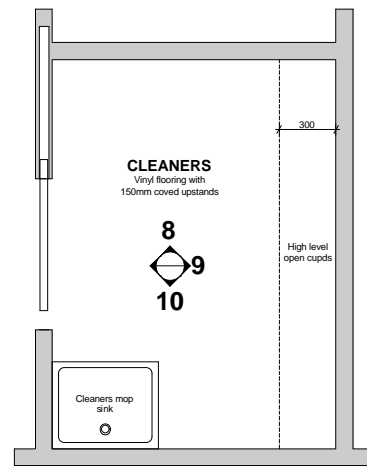 300
CLEANERS
Vinyl flooring with
150mm coved upstands
8
9
10
High level
open cupds
Cleaners mop
sink